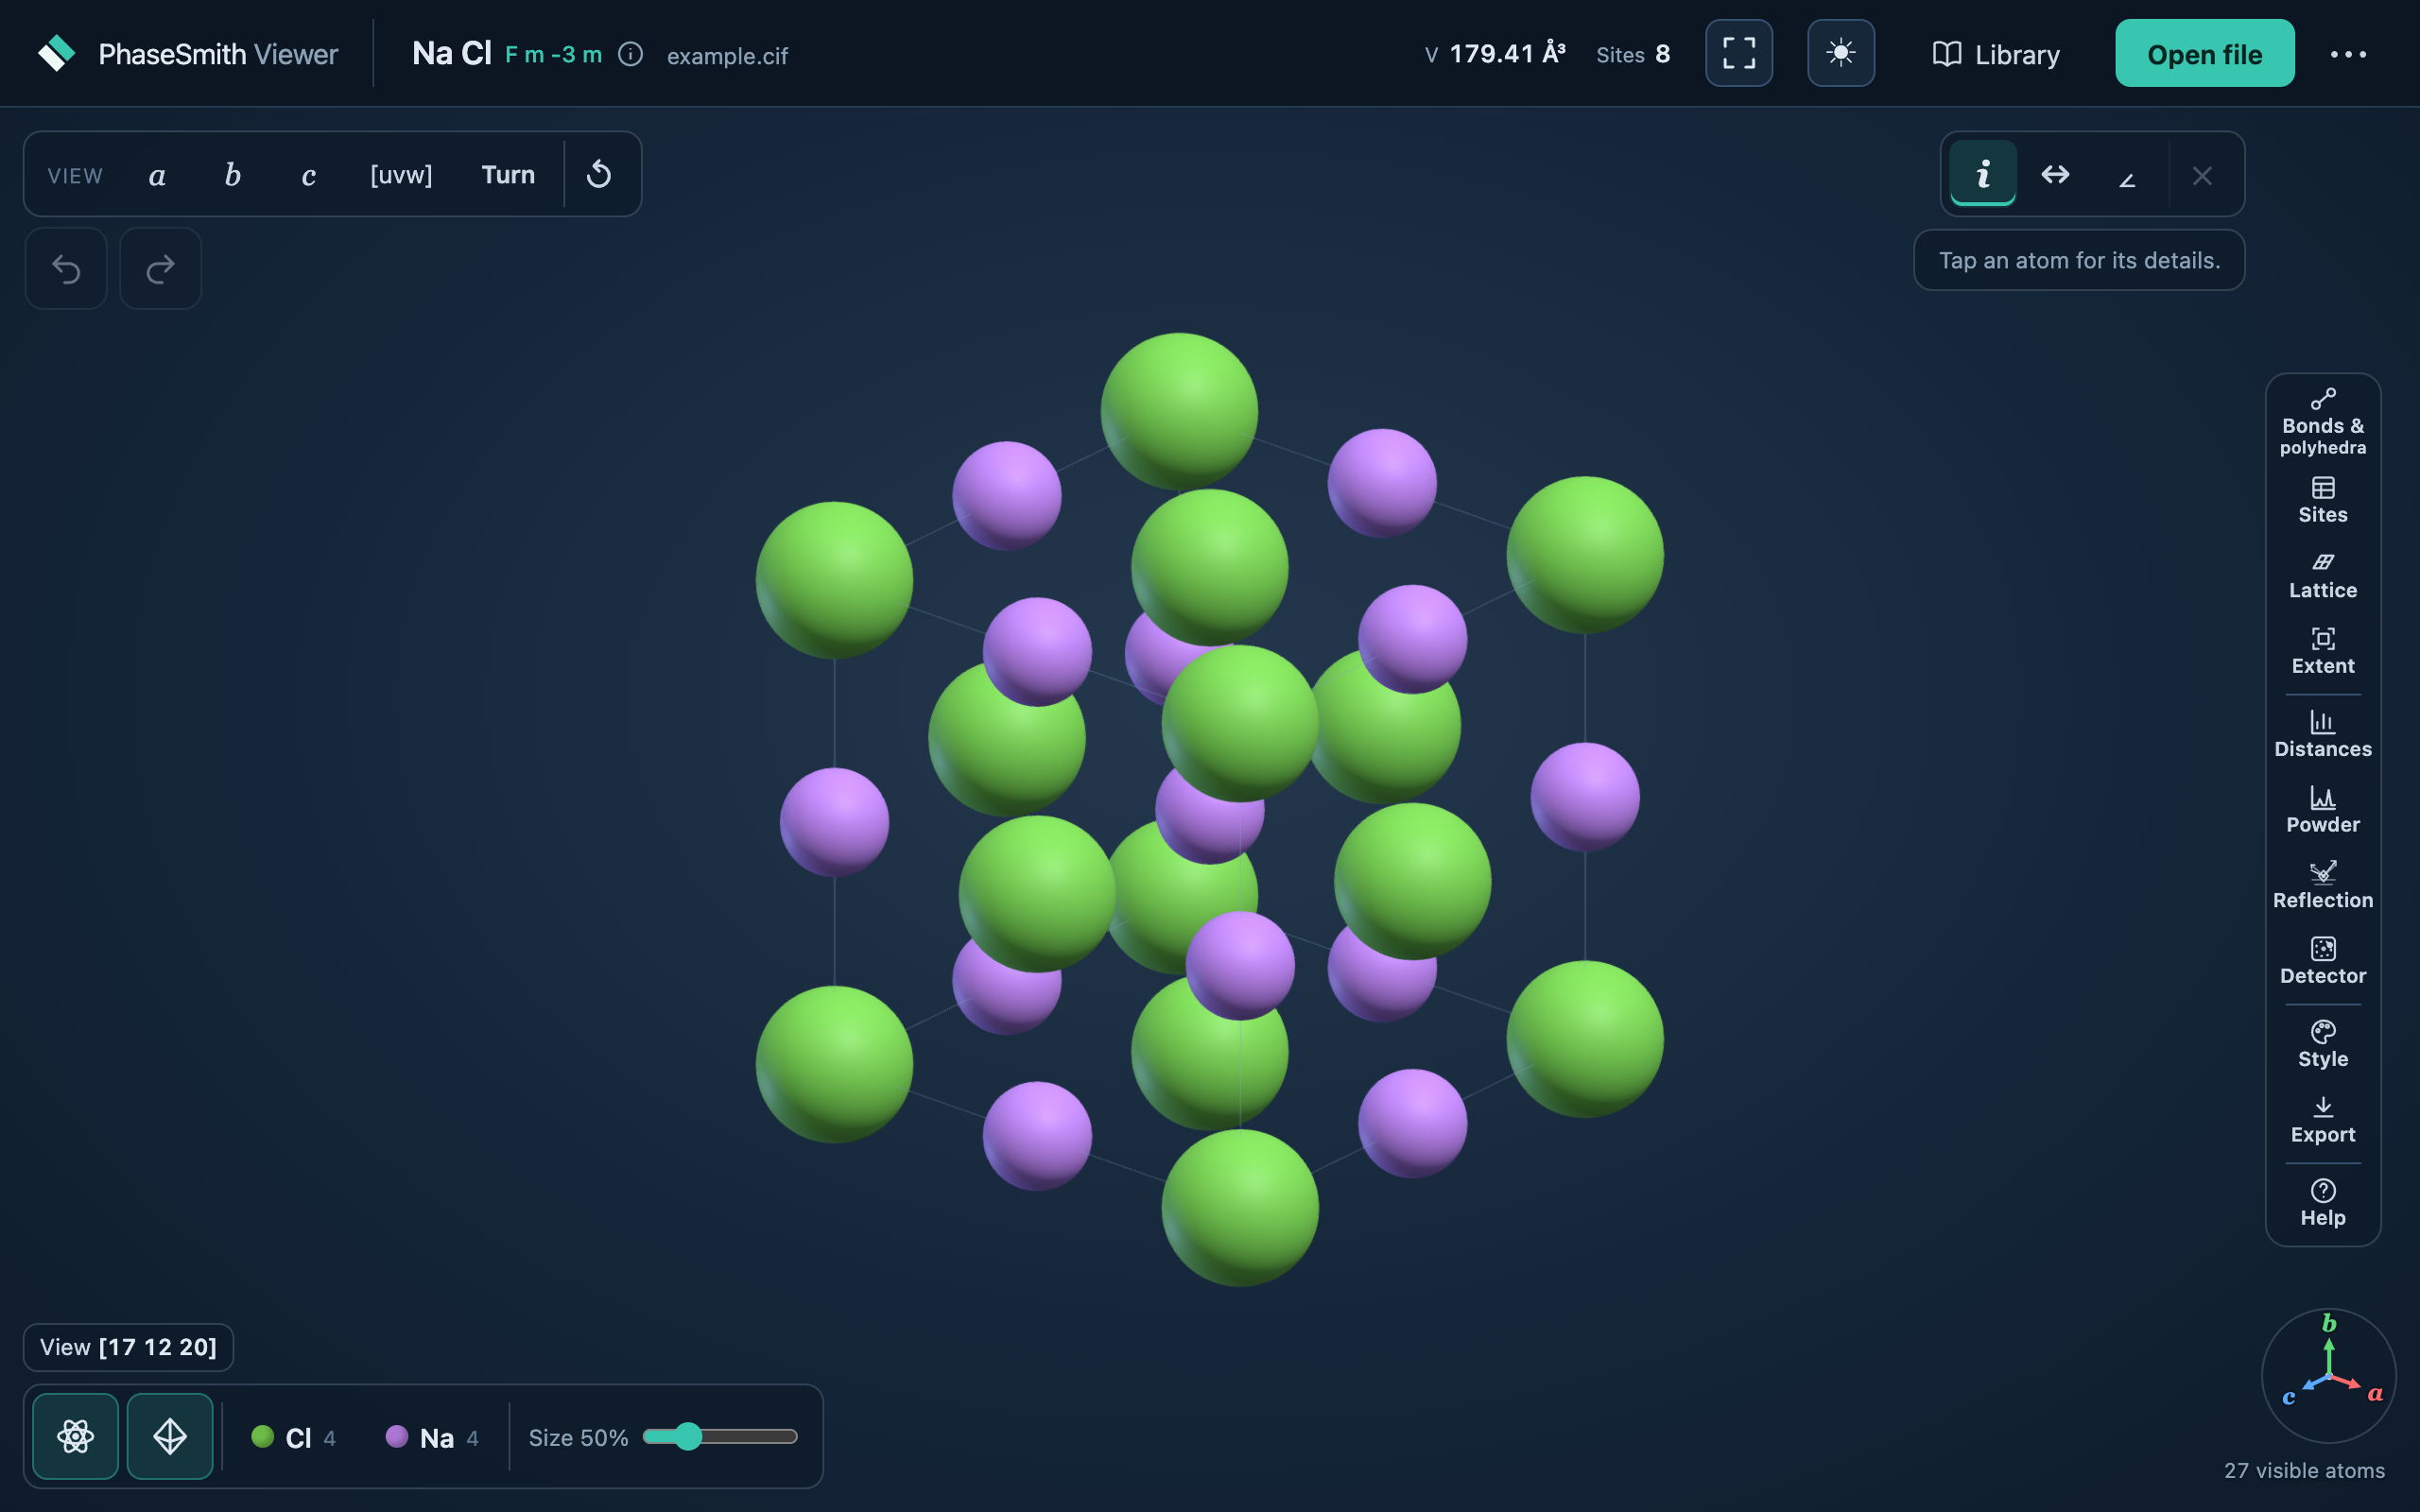 PhaseSmith Viewer
Na Cl F m -3 m example.cif
V 179.41 Å³ Sites 8
Library
Open file
VIEW a b c [uvw] Turn
i
Tap an atom for its details.
Bonds &
polyhedra
Sites
Lattice
Extent
Distances
Powder
Reflection
Detector
Style
Export
Help
View [17 12 20]
Cl 4 Na 4 Size 50%
b
c
a
27 visible atoms